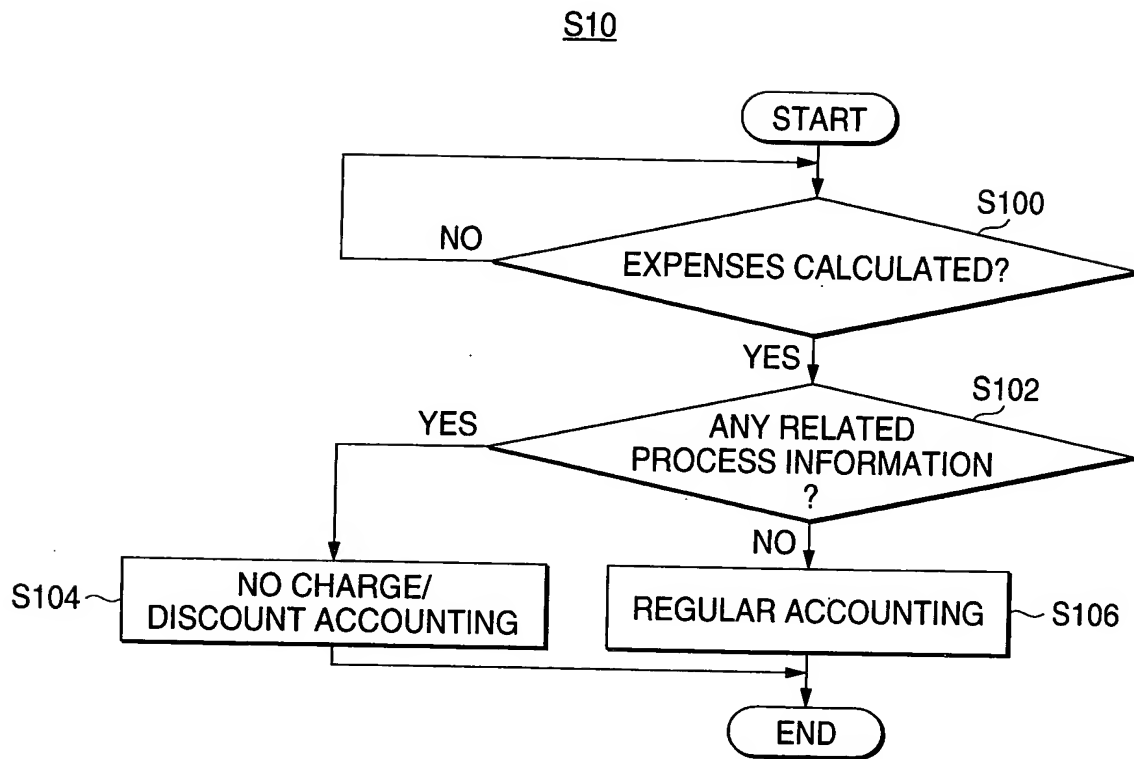 S10
START
S100
NO
EXPENSES CALCULATED?
YES
S102
YES
ANY RELATED
PROCESS INFORMATION
?
NO
S104
NO CHARGE/
DISCOUNT ACCOUNTING
REGULAR ACCOUNTING
S106
END